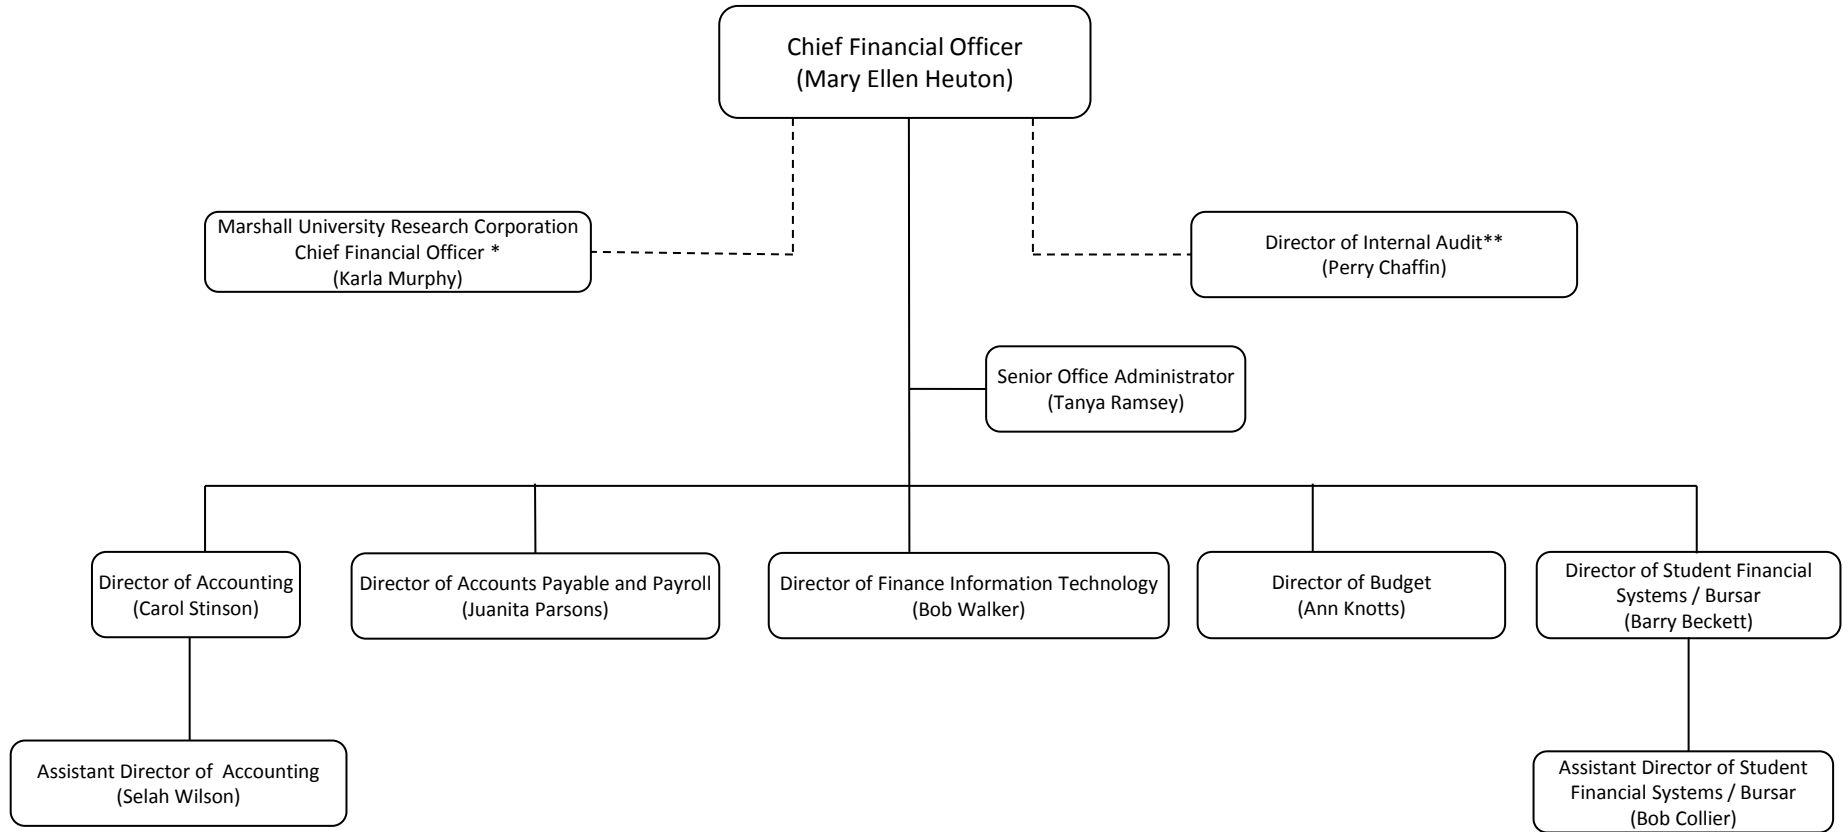 Chief Financial Officer
(Mary Ellen Heuton)
Marshall University Research Corporation
Chief Financial Officer *
(Karla Murphy)
Director of Internal Audit**
(Perry Chaffin)
Senior Office Administrator
(Tanya Ramsey)
Director of Accounting
(Carol Stinson)
Director of Accounts Payable and Payroll
(Juanita Parsons)
Director of Finance Information Technology
(Bob Walker)
Director of Budget
(Ann Knotts)
Director of Student Financial
Systems / Bursar
(Barry Beckett)
Assistant Director of  Accounting
(Selah Wilson)
Assistant Director of Student
Financial Systems / Bursar
(Bob Collier)